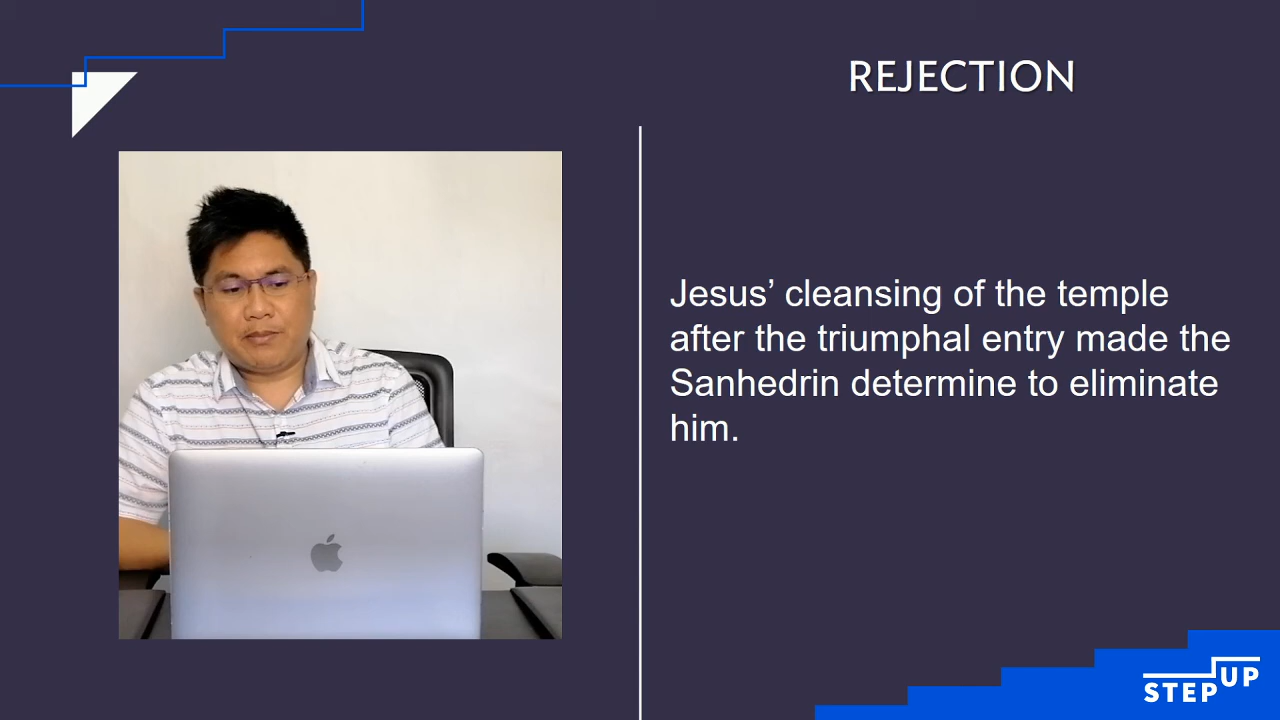 REJECTION
Jesus’ cleansing of the temple
after the triumphal entry made the
Sanhedrin determine to eliminate
him.
STEP UP